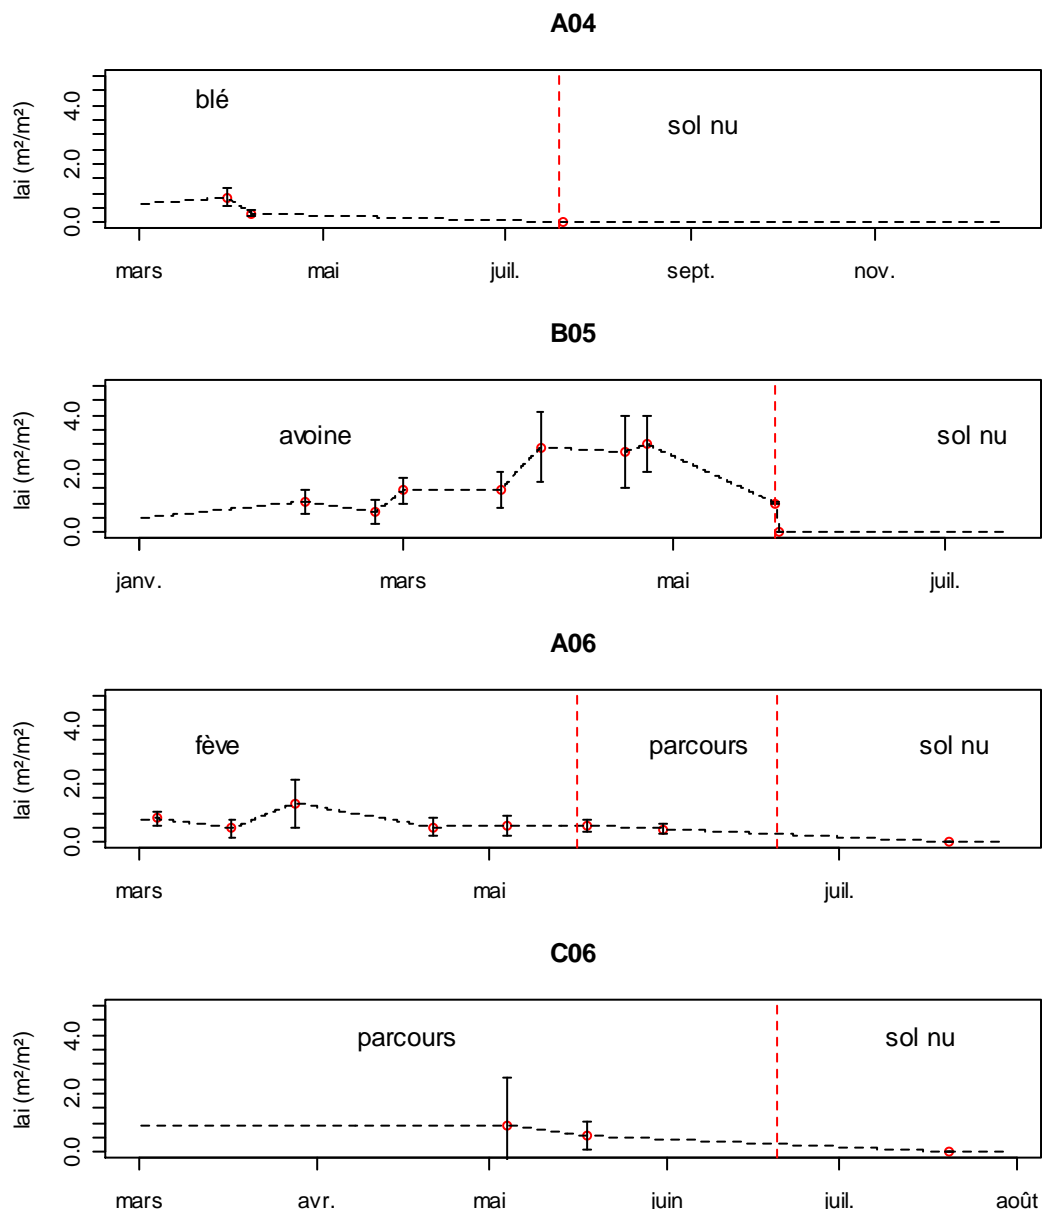 A04
lai (m²/m²)
0.0 2.0 4.0
blé
sol nu
mars mai juil. sept. nov.
B05
lai (m²/m²)
0.0 2.0 4.0
avoine
sol nu
janv. mars mai juil.
A06
lai (m²/m²)
0.0 2.0 4.0
fève parcours sol nu
mars mai juil.
C06
lai (m²/m²)
0.0 2.0 4.0
parcours sol nu
mars avr. mai juin juil. août